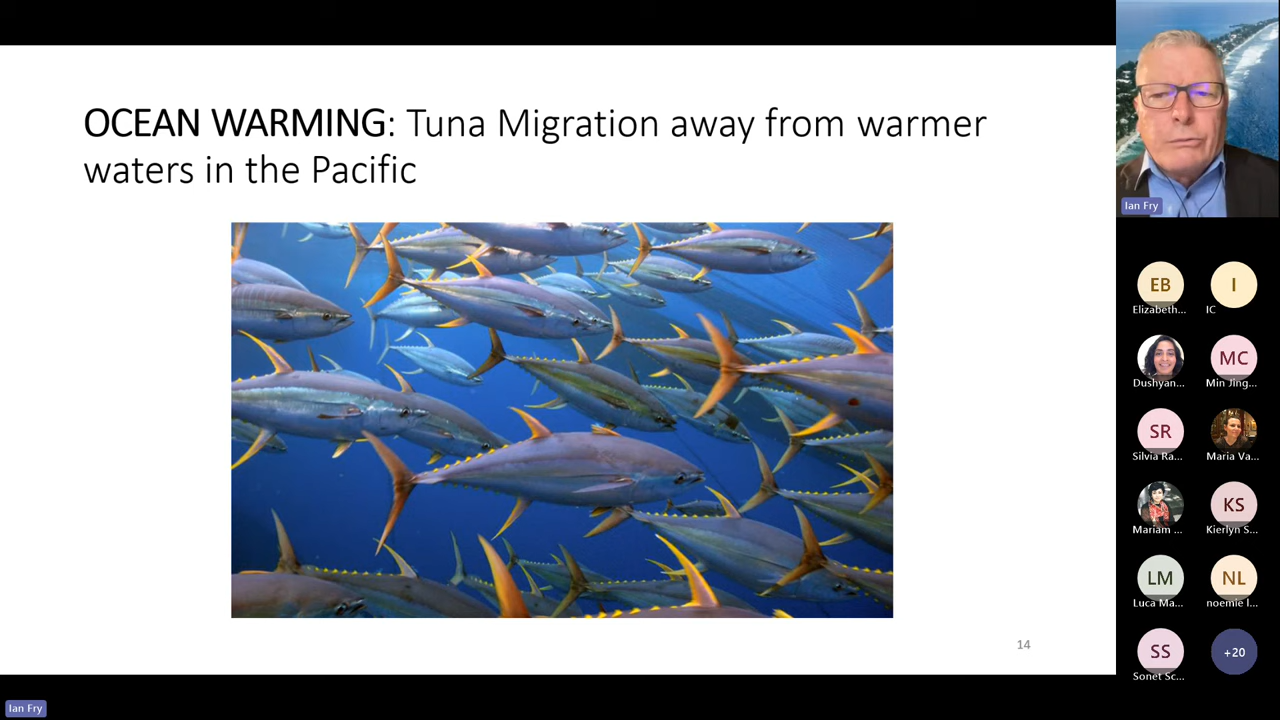 OCEAN WARMING: Tuna Migration away from warmer
waters in the Pacific
14
Ian Fry
Ian Fry
EB
Elizabeth...
I
IC
Dushyan...
MC
Min Jing...
SR
Silvia Ra...
Maria Va...
Mariam ...
KS
Kierlyn S...
LM
Luca Ma...
NL
noemie l...
SS
Sonet Sc...
+20